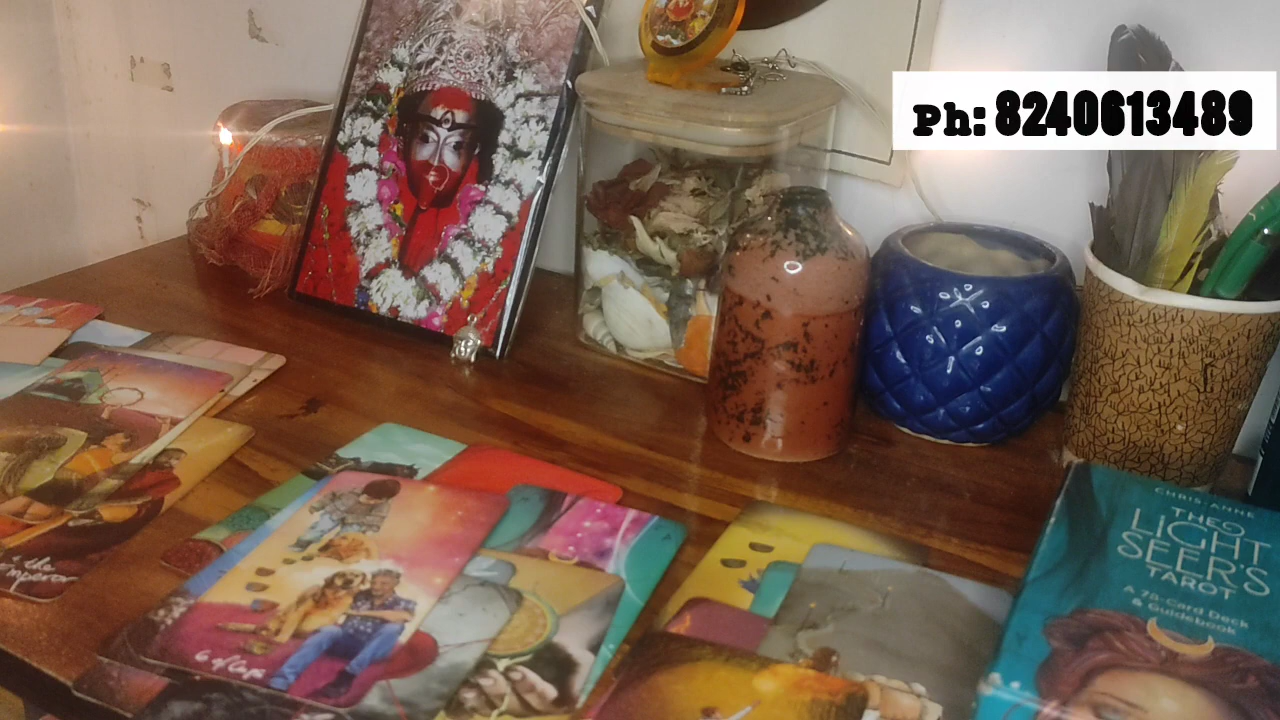 Ph: 8240613489
CHRIS-ANNE
THE
LIGHT
SEER'S
TAROT
A 78-Card Deck
& Guidebook
the
Emperor
6 of Cups